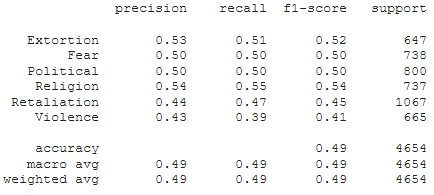 precision recall f1-score support
Extortion 0.53 0.51 0.52 647
Fear 0.50 0.50 0.50 738
Political 0.50 0.50 0.50 800
Religion 0.54 0.55 0.54 737
Retaliation 0.44 0.47 0.45 1067
Violence 0.43 0.39 0.41 665
accuracy 0.49 4654
macro avg 0.49 0.49 0.49 4654
weighted avg 0.49 0.49 0.49 4654